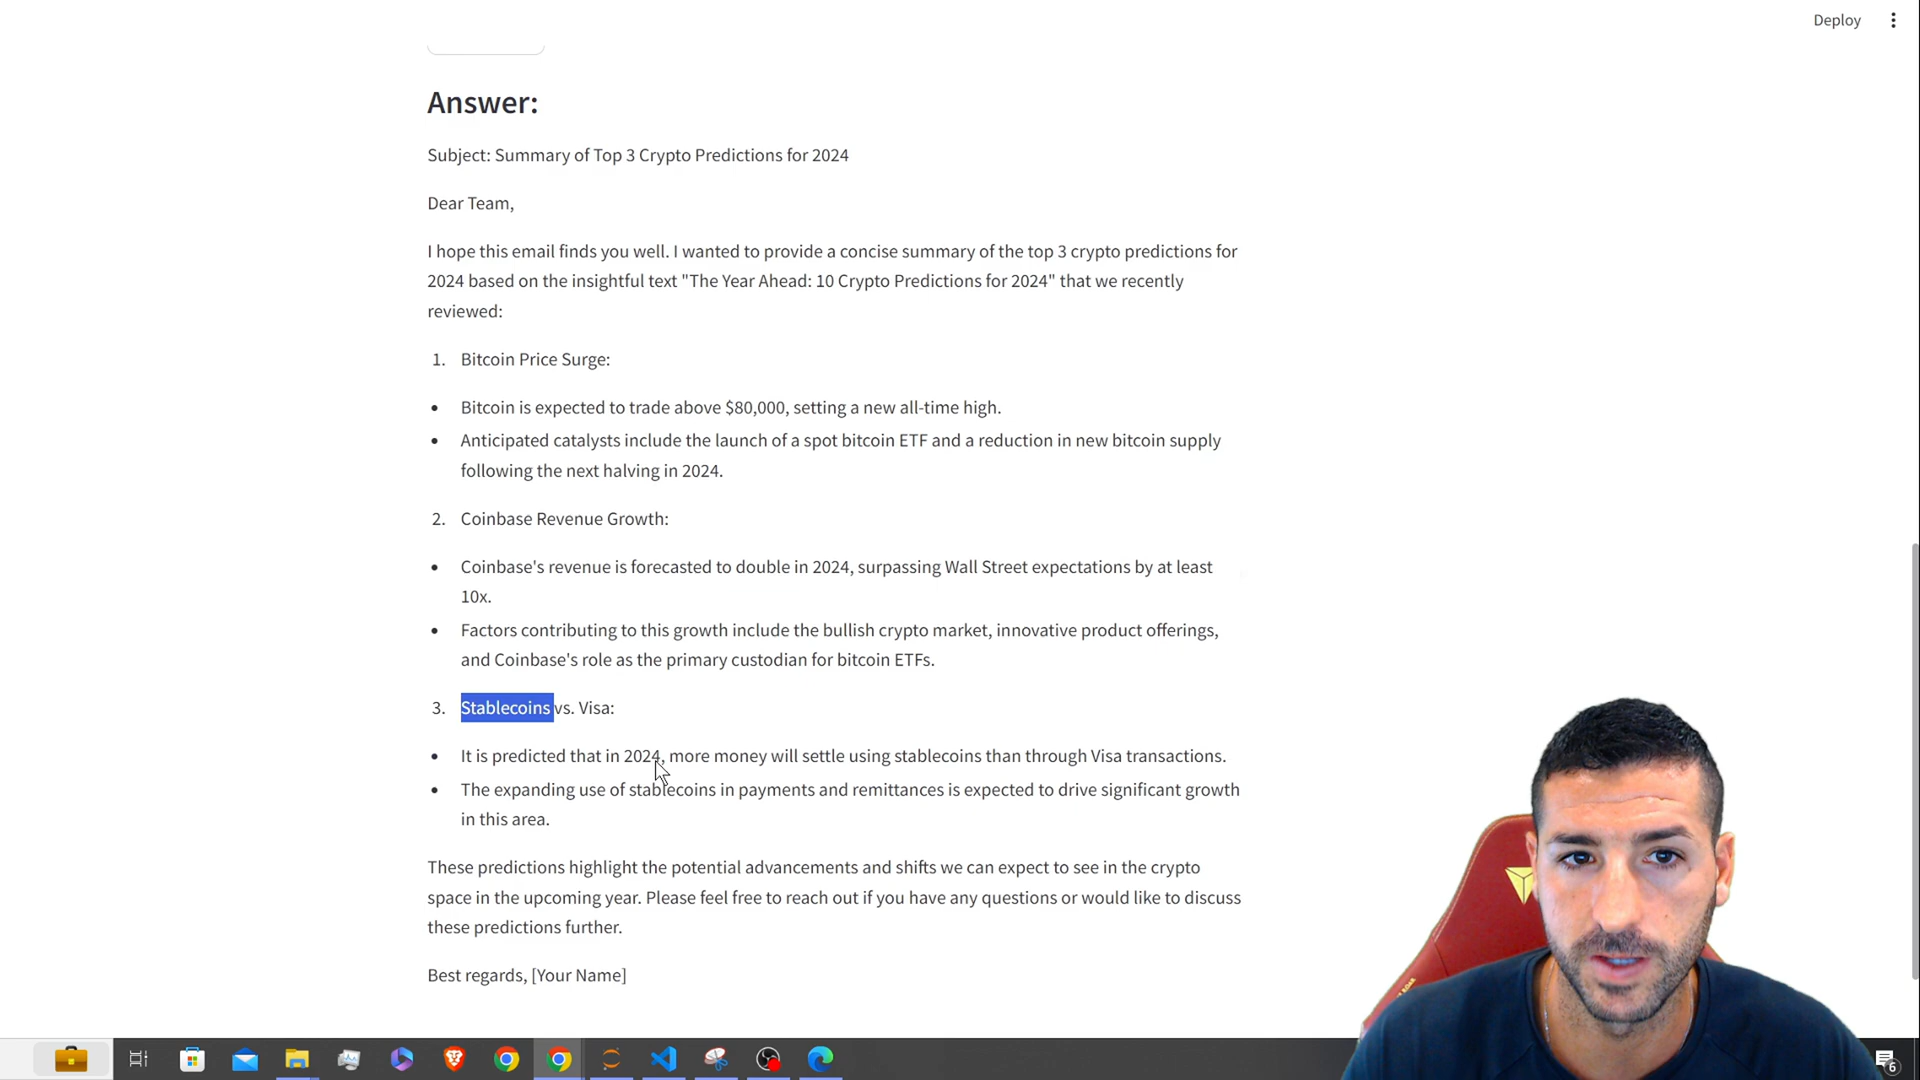 Deploy
Answer:
Subject: Summary of Top 3 Crypto Predictions for 2024
Dear Team,
I hope this email finds you well. I wanted to provide a concise summary of the top 3 crypto predictions for
2024 based on the insightful text "The Year Ahead: 10 Crypto Predictions for 2024" that we recently
reviewed:
1. Bitcoin Price Surge:
• Bitcoin is expected to trade above $80,000, setting a new all-time high.
• Anticipated catalysts include the launch of a spot bitcoin ETF and a reduction in new bitcoin supply
following the next halving in 2024.
2. Coinbase Revenue Growth:
• Coinbase's revenue is forecasted to double in 2024, surpassing Wall Street expectations by at least
10x.
• Factors contributing to this growth include the bullish crypto market, innovative product offerings,
and Coinbase's role as the primary custodian for bitcoin ETFs.
3. Stablecoins vs. Visa:
• It is predicted that in 2024, more money will settle using stablecoins than through Visa transactions.
• The expanding use of stablecoins in payments and remittances is expected to drive significant growth
in this area.
These predictions highlight the potential advancements and shifts we can expect to see in the crypto
space in the upcoming year. Please feel free to reach out if you have any questions or would like to discuss
these predictions further.
Best regards, [Your Name]
6